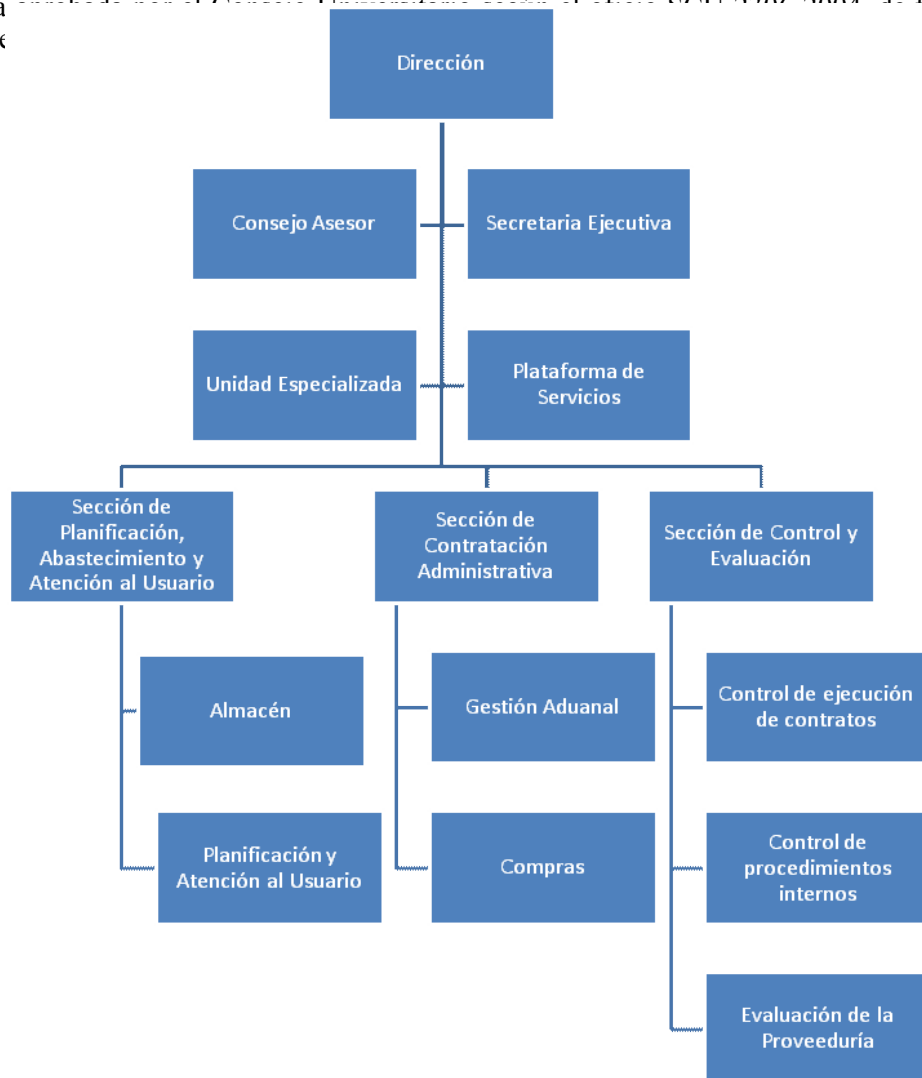 Dirección
Consejo Asesor
Secretaria Ejecutiva
Unidad Especializada
Plataforma de
Servicios
Sección de
Planificación,
Abastecimiento y
Atención al Usuario
Sección de
Contratación
Administrativa
Sección de Control y
Evaluación
Almacén
Gestión Aduanal
Control de ejecución
de contratos
Planificación y
Atención al Usuario
Compras
Control de
procedimientos
internos
Evaluación de la
Proveeduría